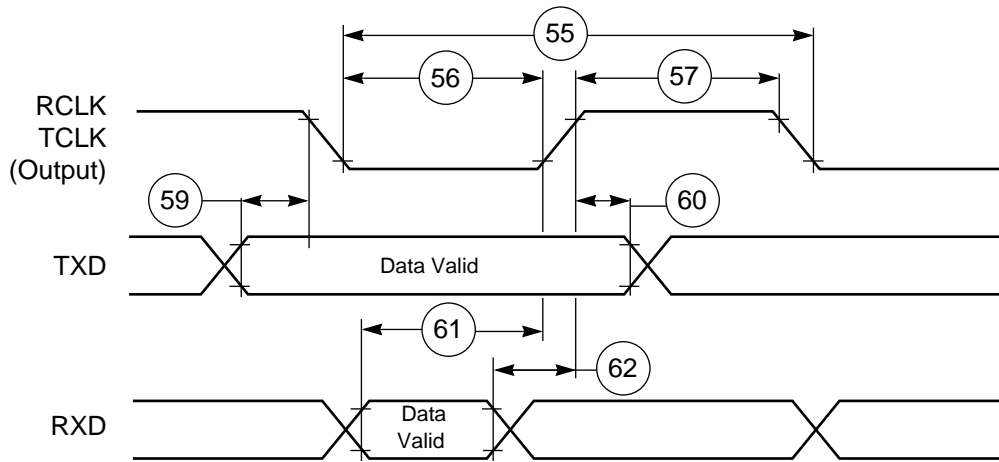 55
56
57
RCLK
TCLK
(Output)
59
60
TXD
Data Valid
61
62
RXD
Data
Valid